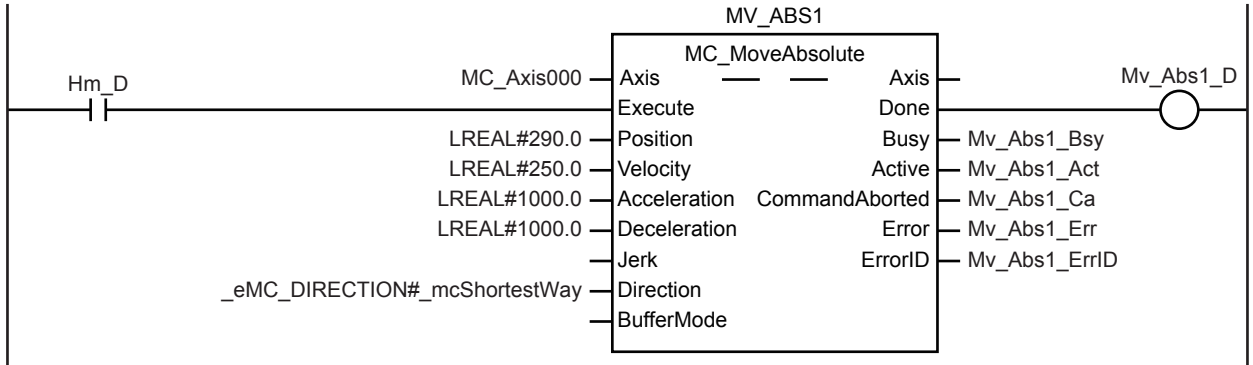 MV_ABS1
MC_MoveAbsolute
Hm_D
MC_Axis000 Axis Axis Mv_Abs1_D
Execute Done
LREAL#290.0 Position Busy Mv_Abs1_Bsy
LREAL#250.0 Velocity Active Mv_Abs1_Act
LREAL#1000.0 Acceleration CommandAborted Mv_Abs1_Ca
LREAL#1000.0 Deceleration Error Mv_Abs1_Err
Jerk ErrorID Mv_Abs1_ErrID
_eMC_DIRECTION#_mcShortestWay Direction
BufferMode